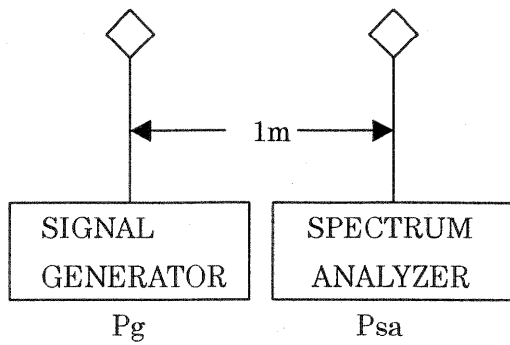 1m
SIGNAL
GENERATOR
SPECTRUM
ANALYZER
Pg
Psa